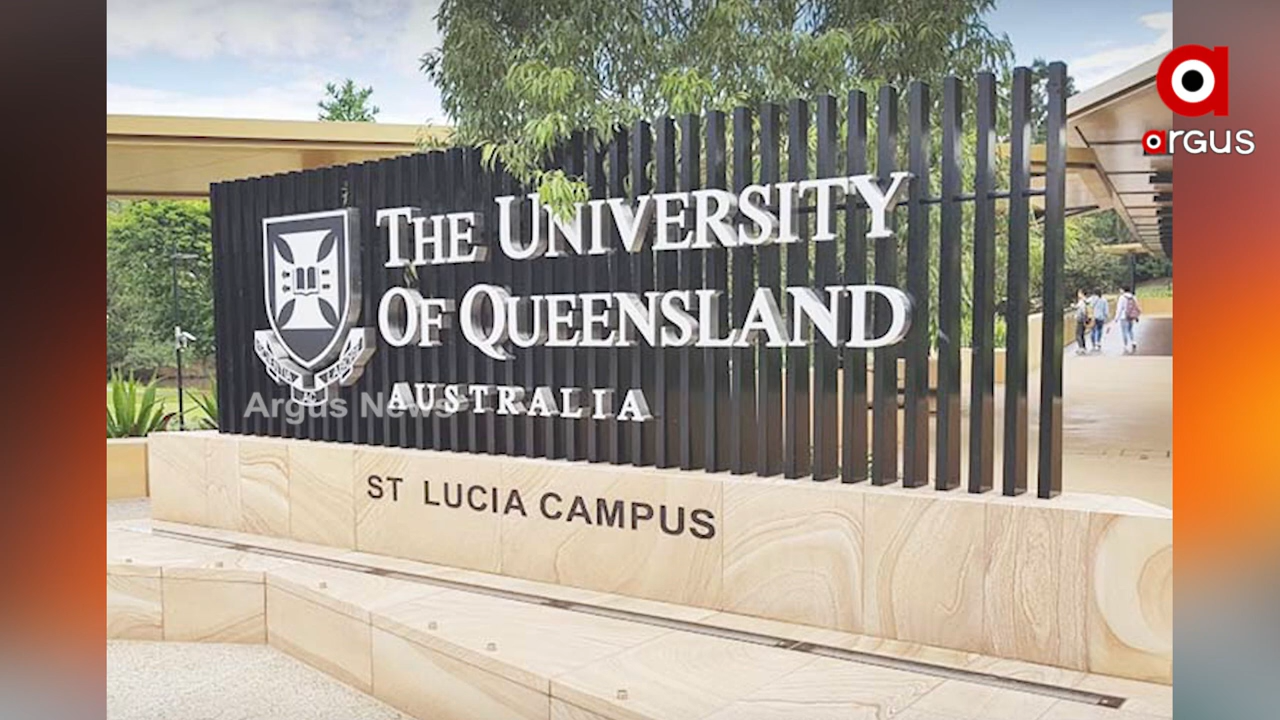 argus
THE UNIVERSITY
OF QUEENSLAND
AUSTRALIA
Argus News
ST LUCIA CAMPUS